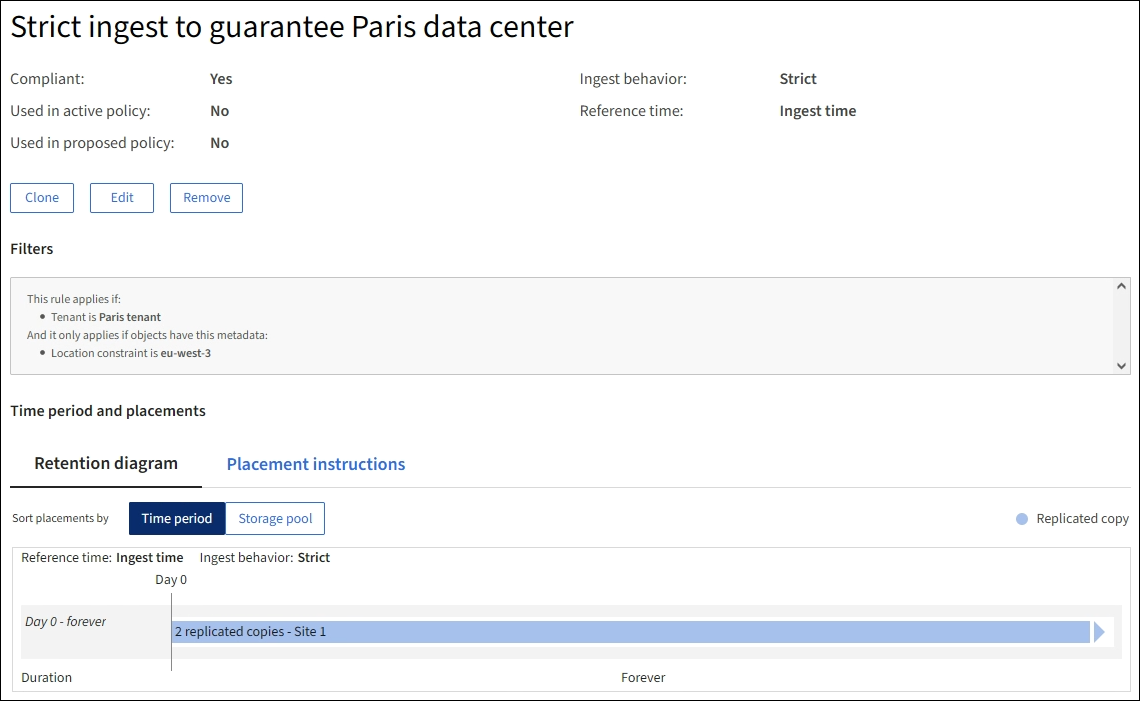 Strict ingest to guarantee Paris data center
Compliant: Yes
Ingest behavior: Strict
Used in active policy: No
Reference time: Ingest time
Used in proposed policy: No
Clone
Edit
Remove
Filters
This rule applies if:
• Tenant is Paris tenant
And it only applies if objects have this metadata:
• Location constraint is eu-west-3
Time period and placements
Retention diagram
Placement instructions
Sort placements by
Time period
Storage pool
Replicated copy
Reference time: Ingest time
Ingest behavior: Strict
Day 0
Day 0 - forever
2 replicated copies - Site 1
Duration
Forever